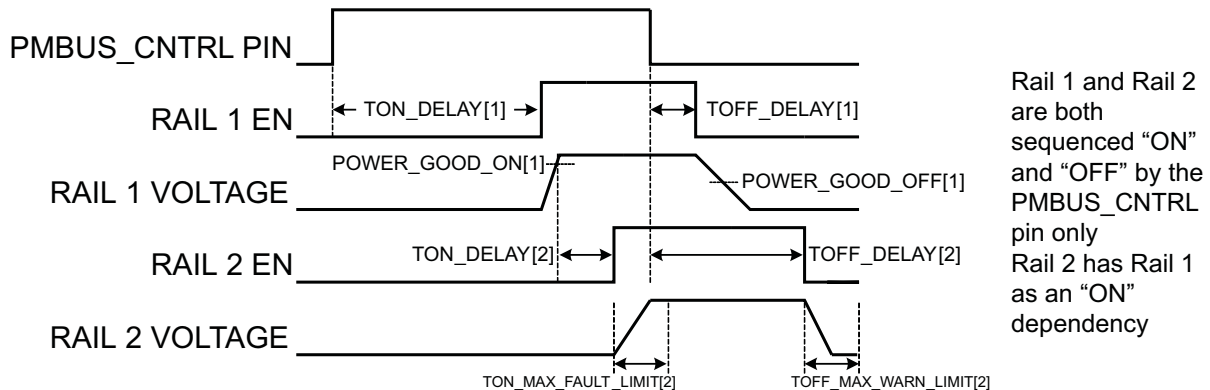 PMBUS_CNTRL PIN
RAIL 1 EN
TON_DELAY[1]
TOFF_DELAY[1]
POWER_GOOD_ON[1]
RAIL 1 VOLTAGE
POWER_GOOD_OFF[1]
RAIL 2 EN
TON_DELAY[2]
TOFF_DELAY[2]
RAIL 2 VOLTAGE
TON_MAX_FAULT_LIMIT[2]
TOFF_MAX_WARN_LIMIT[2]
Rail 1 and Rail 2
are both
sequenced “ON”
and “OFF” by the
PMBUS_CNTRL
pin only
Rail 2 has Rail 1
as an “ON”
dependency